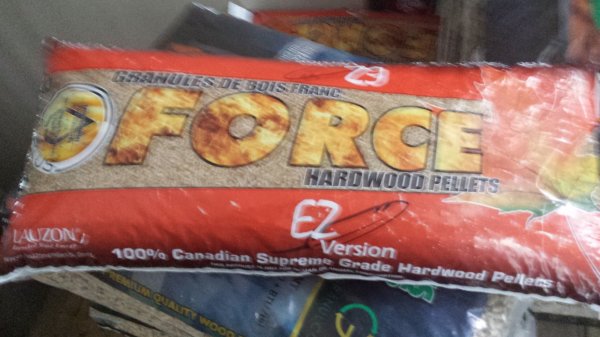 GRANULES DE BOIS FRANC
FORCE
HARDWOOD PELLETS
LAUZON
EZ
Version
100% Canadian Supreme Grade Hardwood Pellets
PREMIUM QUALITY WOOD